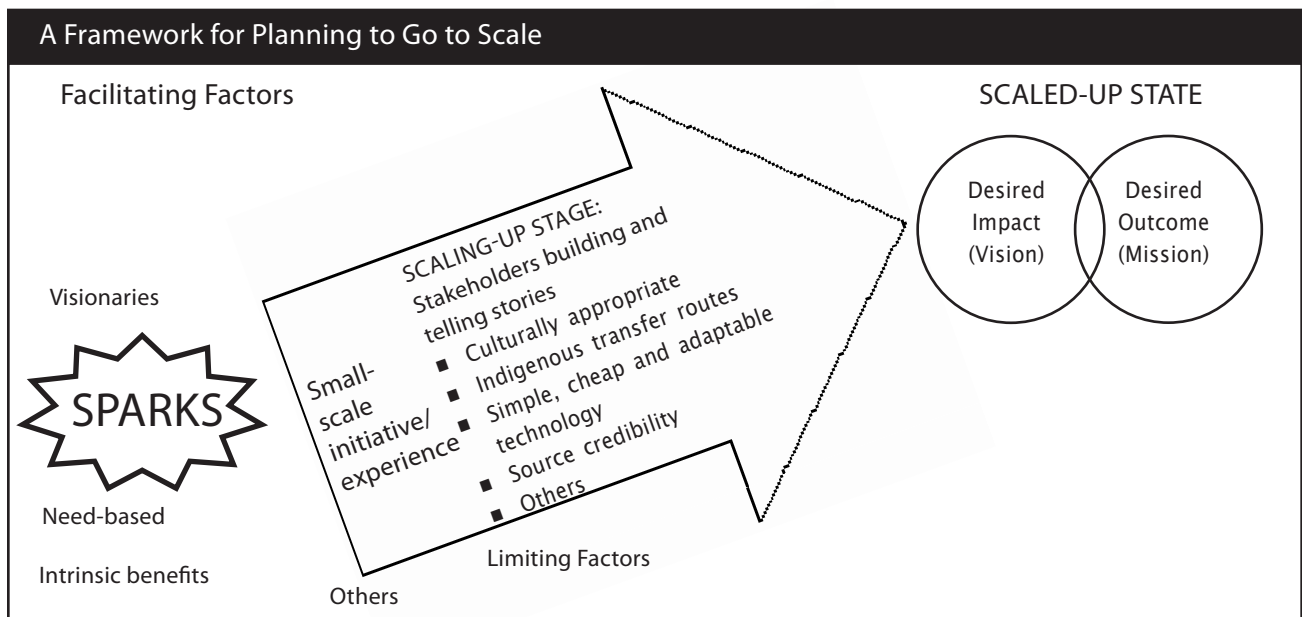 A Framework for Planning to Go to Scale
Facilitating Factors
SCALED-UP STATE
Visionaries
SPARKS
Need-based
Intrinsic benefits
Others
Small-
scale
initiative/
experience
SCALING-UP STAGE:
Stakeholders building and
telling stories
▪ Culturally appropriate
▪ Indigenous transfer routes
▪ Simple, cheap and adaptable
technology
▪ Source credibility
▪ Others
Limiting Factors
Desired
Impact
(Vision)
Desired
Outcome
(Mission)